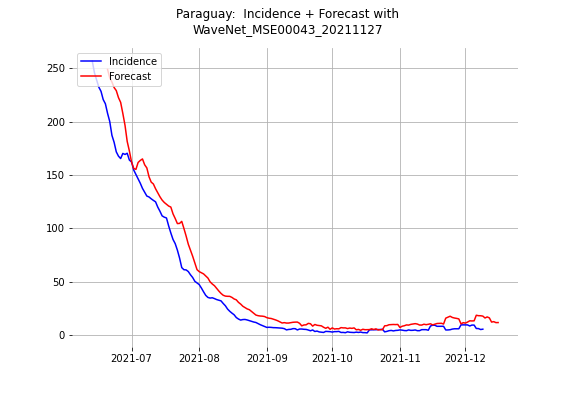 Paraguay:  Incidence + Forecast with
WaveNet_MSE00043_20211127
Incidence
Forecast
250
200
150
100
50
0
2021-07 2021-08 2021-09 2021-10 2021-11 2021-12